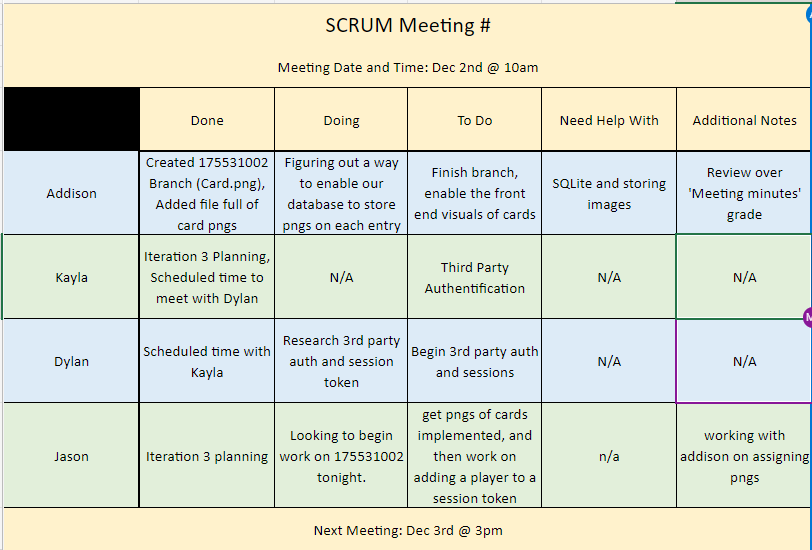 SCRUM Meeting #
Meeting Date and Time: Dec 2nd @ 10am
Done
Doing
To Do
Need Help With
Additional Notes
Addison
Created 175531002
Branch (Card.png),
Added file full of
card pngs
Figuring out a way
to enable our
database to store
pngs on each entry
Finish branch,
enable the front
end visuals of cards
SQLite and storing
images
Review over
'Meeting minutes'
grade
Kayla
Iteration 3 Planning,
Scheduled time to
meet with Dylan
N/A
Third Party
Authentification
N/A
N/A
Dylan
Scheduled time with
Kayla
Research 3rd party
auth and session
token
Begin 3rd party auth
and sessions
N/A
N/A
Jason
Iteration 3 planning
Looking to begin
work on 175531002
tonight.
get pngs of cards
implemented, and
then work on
adding a player to a
session token
n/a
working with
addison on assigning
pngs
Next Meeting: Dec 3rd @ 3pm